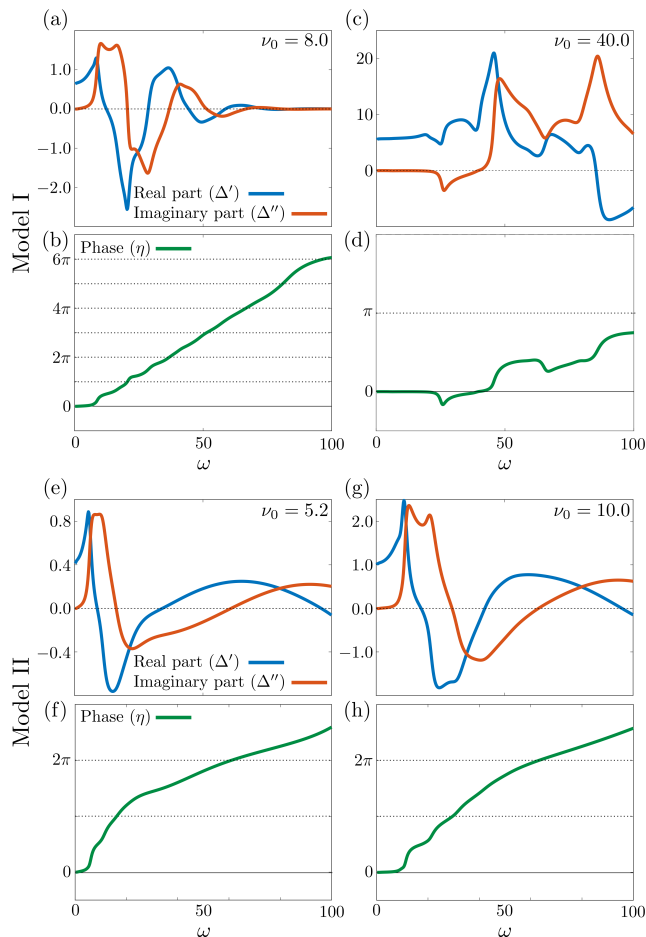 (a)
ν₀ = 8.0
1.0
0.0
−1.0
−2.0
Real part (Δ′)
Imaginary part (Δ′′)
(b)
Phase (η)
6π
4π
2π
0
0
50
100
ω
(c)
ν₀ = 40.0
20
10
0
(d)
π
0
0
50
100
ω
Model I
(e)
ν₀ = 5.2
0.8
0.4
0.0
−0.4
Real part (Δ′)
Imaginary part (Δ′′)
(f)
Phase (η)
2π
0
0
50
100
ω
(g)
ν₀ = 10.0
2.0
1.0
0.0
−1.0
(h)
2π
0
0
50
100
ω
Model II